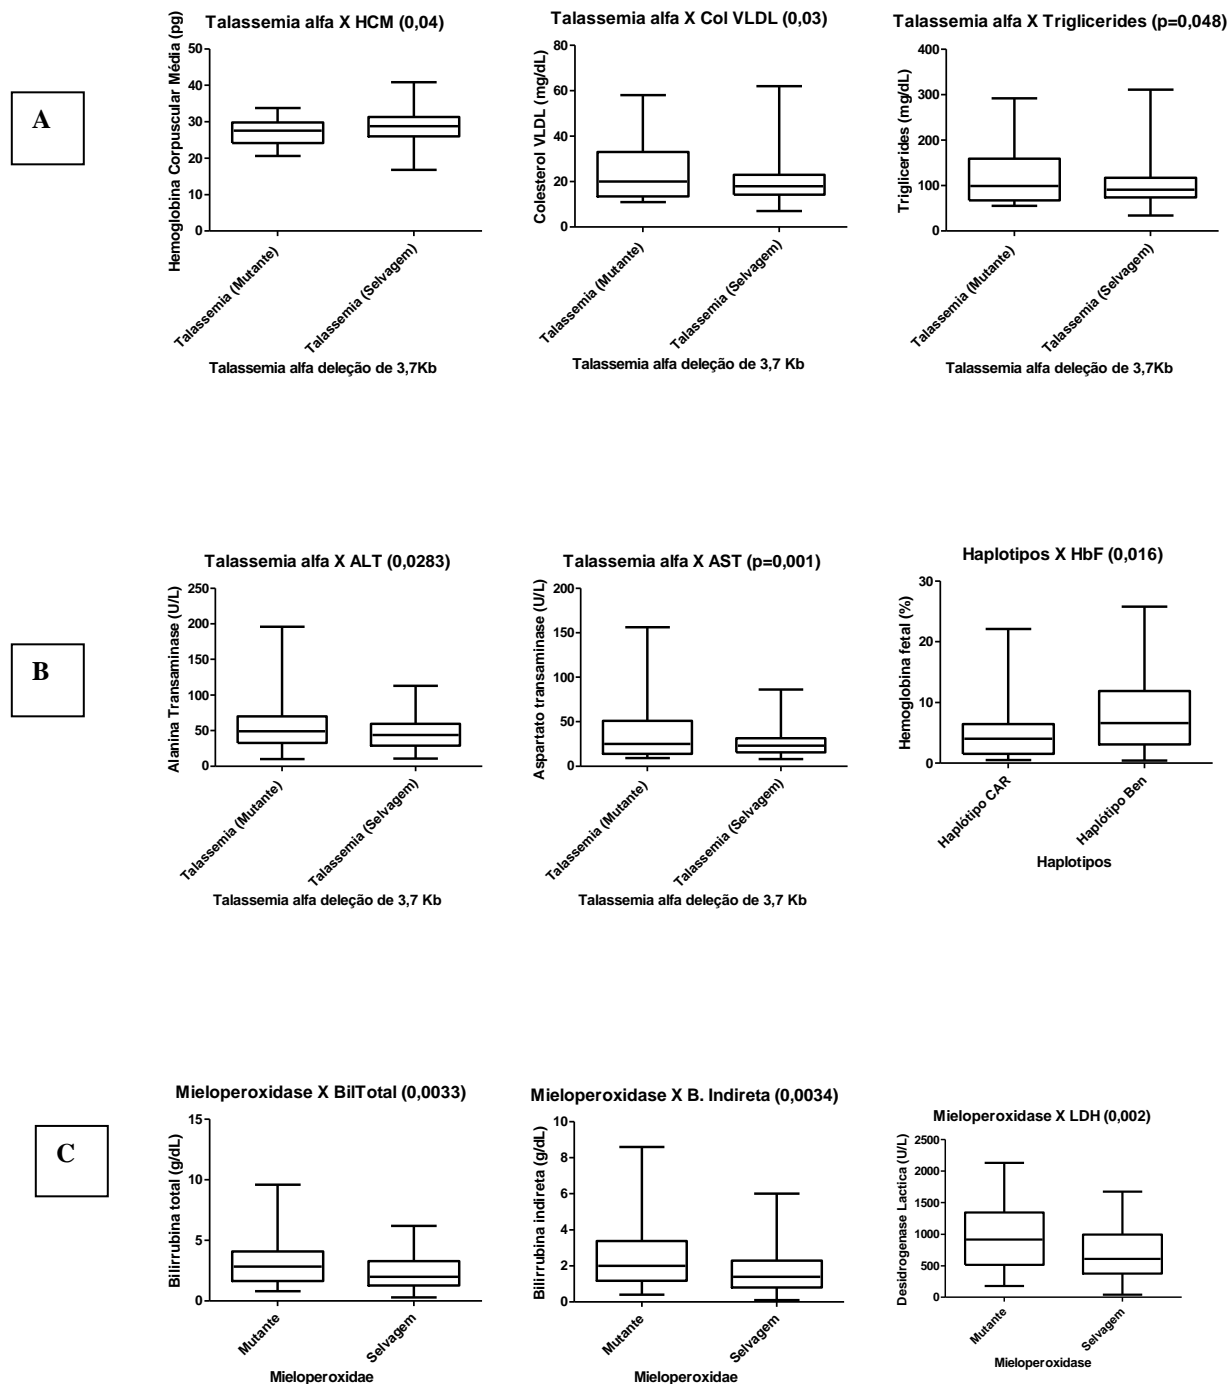 A
Talassemia alfa X HCM (0,04)
Hemoglobina Corpuscular Média (pg)
50
40
30
20
10
0
Talassemia (Mutante)
Talassemia (Selvagem)
Talassemia alfa deleção de 3,7Kb
Talassemia alfa X Col VLDL (0,03)
Colesterol VLDL (mg/dL)
80
60
40
20
0
Talassemia (Mutante)
Talassemia (Selvagem)
Talassemia alfa deleção de 3,7 Kb
Talassemia alfa X Triglicerides (p=0,048)
Triglicerides (mg/dL)
400
300
200
100
0
Talassemia (Mutante)
Talassemia (Selvagem)
Talassemia alfa deleção de 3,7Kb
B
Talassemia alfa X ALT (0,0283)
Alanina Transaminase (U/L)
250
200
150
100
50
0
Talassemia (Mutante)
Talassemia (Selvagem)
Talassemia alfa deleção de 3,7 Kb
Talassemia alfa X AST (p=0,001)
Aspartato transaminase (U/L)
200
150
100
50
0
Talassemia (Mutante)
Talassemia (Selvagem)
Talassemia alfa deleção de 3,7 Kb
Haplotipos X HbF (0,016)
Hemoglobina fetal (%)
30
20
10
0
Haplótipo CAR
Haplótipo Ben
Haplotipos
C
Mieloperoxidase X BilTotal (0,0033)
Bilirrubina total (g/dL)
15
10
5
0
Mutante
Selvagem
Mieloperoxidae
Mieloperoxidase X B. Indireta (0,0034)
Bilirrubina indireta (g/dL)
10
8
6
4
2
0
Mutante
Selvagem
Mieloperoxidae
Mieloperoxidase X LDH (0,002)
Desidrogenase Lactica (U/L)
2500
2000
1500
1000
500
0
Mutante
Selvagem
Mieloperoxidase